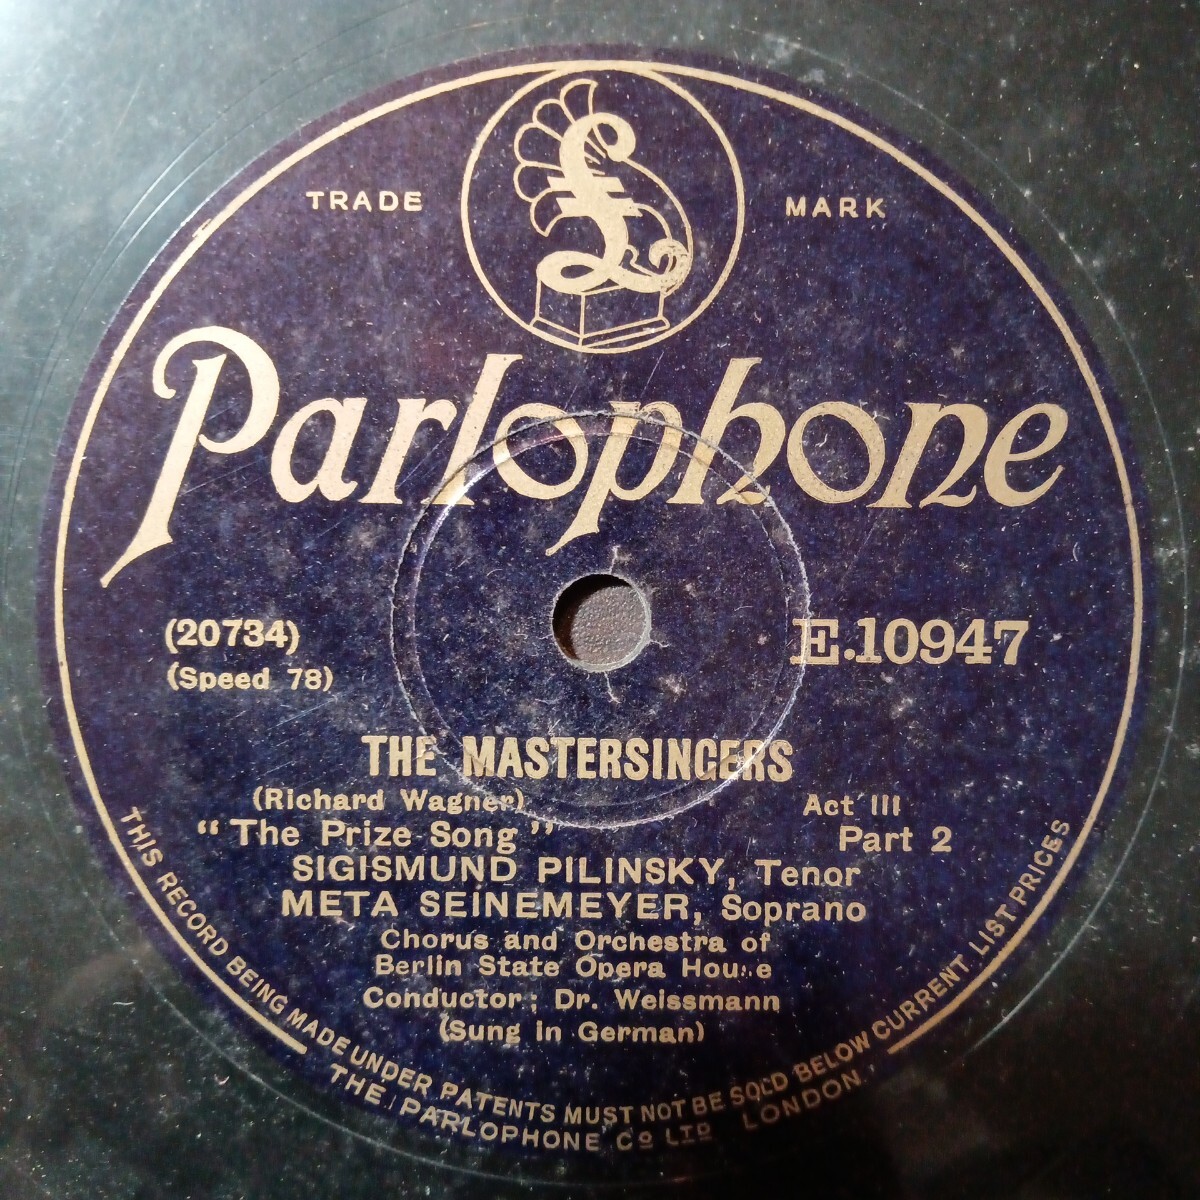 TRADE MARK
£
Parlophone
(20734) E.10947
(Speed 78)
THE MASTERSINGERS
(Richard Wagner) Act III
“The Prize Song” Part 2
SIGISMUND PILINSKY, Tenor
META SEINEMEYER, Soprano
Chorus and Orchestra of
Berlin State Opera House
Conductor: Dr. Weissmann
(Sung in German)
THIS RECORD BEING MADE UNDER PATENTS MUST NOT BE SOLD BELOW CURRENT LIST PRICES
THE PARLOPHONE Co LTD LONDON.